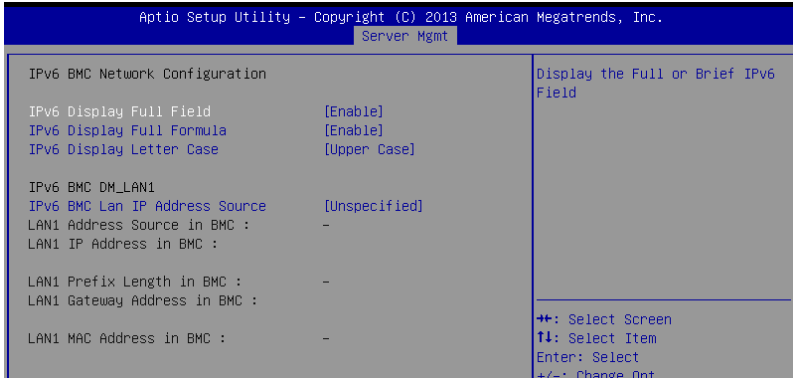 Aptio Setup Utility – Copyright (C) 2013 American Megatrends, Inc.
Server Mgmt
IPv6 BMC Network Configuration
IPv6 Display Full Field [Enable]
IPv6 Display Full Formula [Enable]
IPv6 Display Letter Case [Upper Case]
IPv6 BMC DM_LAN1
IPv6 BMC Lan IP Address Source [Unspecified]
LAN1 Address Source in BMC : –
LAN1 IP Address in BMC :
LAN1 Prefix Length in BMC : –
LAN1 Gateway Address in BMC :
LAN1 MAC Address in BMC : –
Display the Full or Brief IPv6
Field
→←: Select Screen
↑↓: Select Item
Enter: Select
+/-: Change Opt